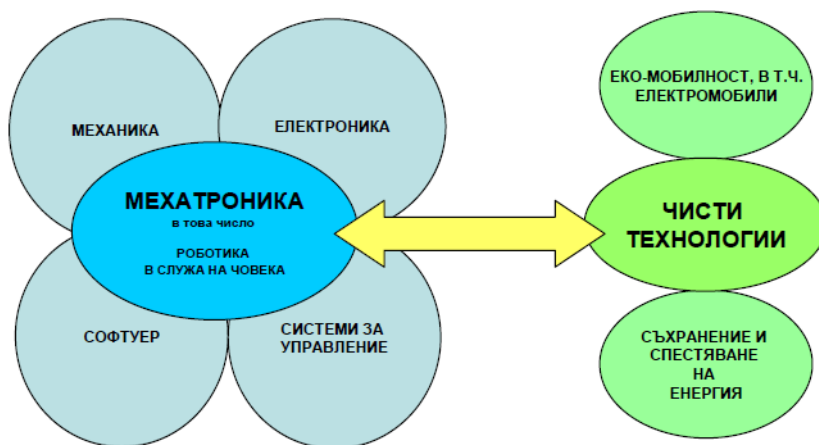 МЕХАНИКА
ЕЛЕКТРОНИКА
МЕХАТРОНИКА
в това число
РОБОТИКА
В СЛУЖА НА ЧОВЕКА
СОФТУЕР
СИСТЕМИ ЗА
УПРАВЛЕНИЕ
ЕКО-МОБИЛНОСТ, В Т.Ч.
ЕЛЕКТРОМОБИЛИ
ЧИСТИ
ТЕХНОЛОГИИ
СЪХРАНЕНИЕ И
СПЕСТЯВАНЕ
НА
ЕНЕРГИЯ